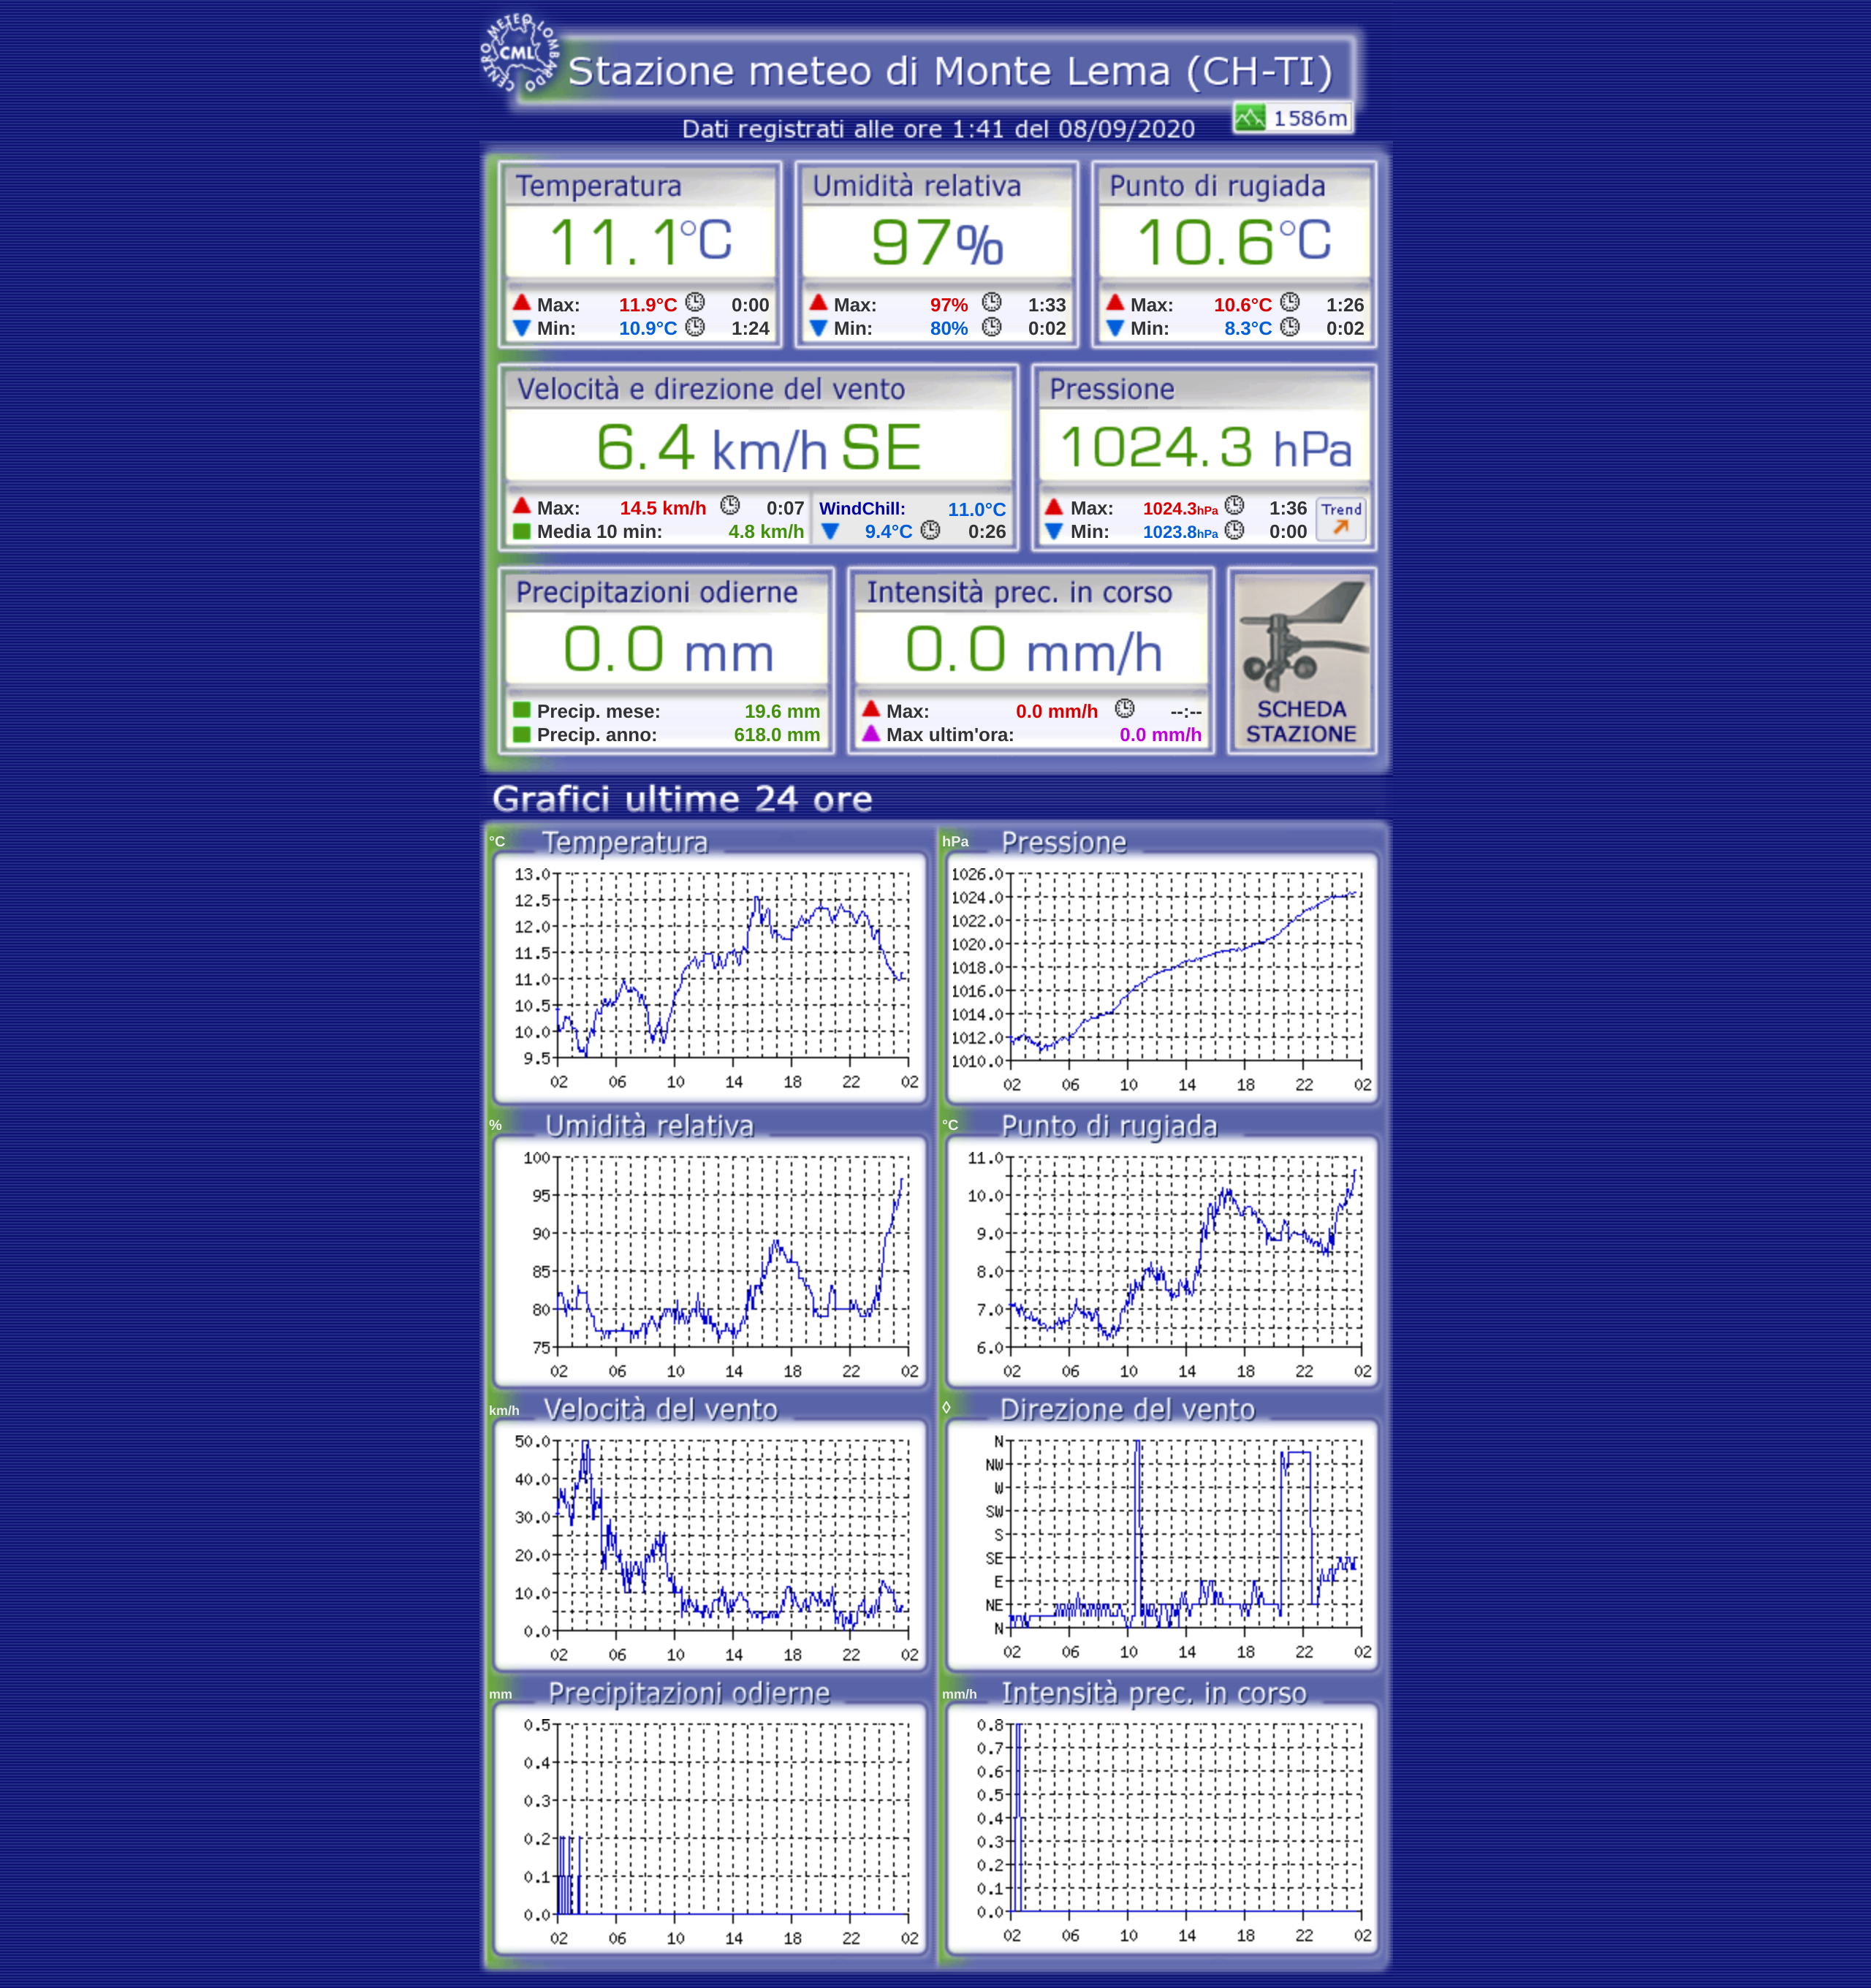 CENTRO METEO LOMBARDO
CML
Stazione meteo di Monte Lema (CH-TI)
1586m
Dati registrati alle ore 1:41 del 08/09/2020
Temperatura Umidità relativa Punto di rugiada
11.1°C 97% 10.6°C
Max: 11.9°C 0:00 Max: 97% 1:33 Max: 10.6°C 1:26
Min: 10.9°C 1:24 Min: 80% 0:02 Min: 8.3°C 0:02
Velocità e direzione del vento Pressione
6.4 km/h SE 1024.3 hPa
Max: 14.5 km/h 0:07 WindChill: 11.0°C Max: 1024.3hPa 1:36 Trend
Media 10 min: 4.8 km/h 9.4°C 0:26 Min: 1023.8hPa 0:00
Precipitazioni odierne Intensità prec. in corso
0.0 mm 0.0 mm/h
Precip. mese: 19.6 mm Max: 0.0 mm/h --:-- SCHEDA
Precip. anno: 618.0 mm Max ultim'ora: 0.0 mm/h STAZIONE
Grafici ultime 24 ore
°C Temperatura
13.0
12.5
12.0
11.5
11.0
10.5
10.0
9.5
02 06 10 14 18 22 02
hPa Pressione
1026.0
1024.0
1022.0
1020.0
1018.0
1016.0
1014.0
1012.0
1010.0
02 06 10 14 18 22 02
% Umidità relativa
100
95
90
85
80
75
02 06 10 14 18 22 02
°C Punto di rugiada
11.0
10.0
9.0
8.0
7.0
6.0
02 06 10 14 18 22 02
km/h Velocità del vento
50.0
40.0
30.0
20.0
10.0
0.0
02 06 10 14 18 22 02
◊ Direzione del vento
N
NW
W
SW
S
SE
E
NE
N
02 06 10 14 18 22 02
mm Precipitazioni odierne
0.5
0.4
0.3
0.2
0.1
0.0
02 06 10 14 18 22 02
mm/h Intensità prec. in corso
0.8
0.7
0.6
0.5
0.4
0.3
0.2
0.1
0.0
02 06 10 14 18 22 02